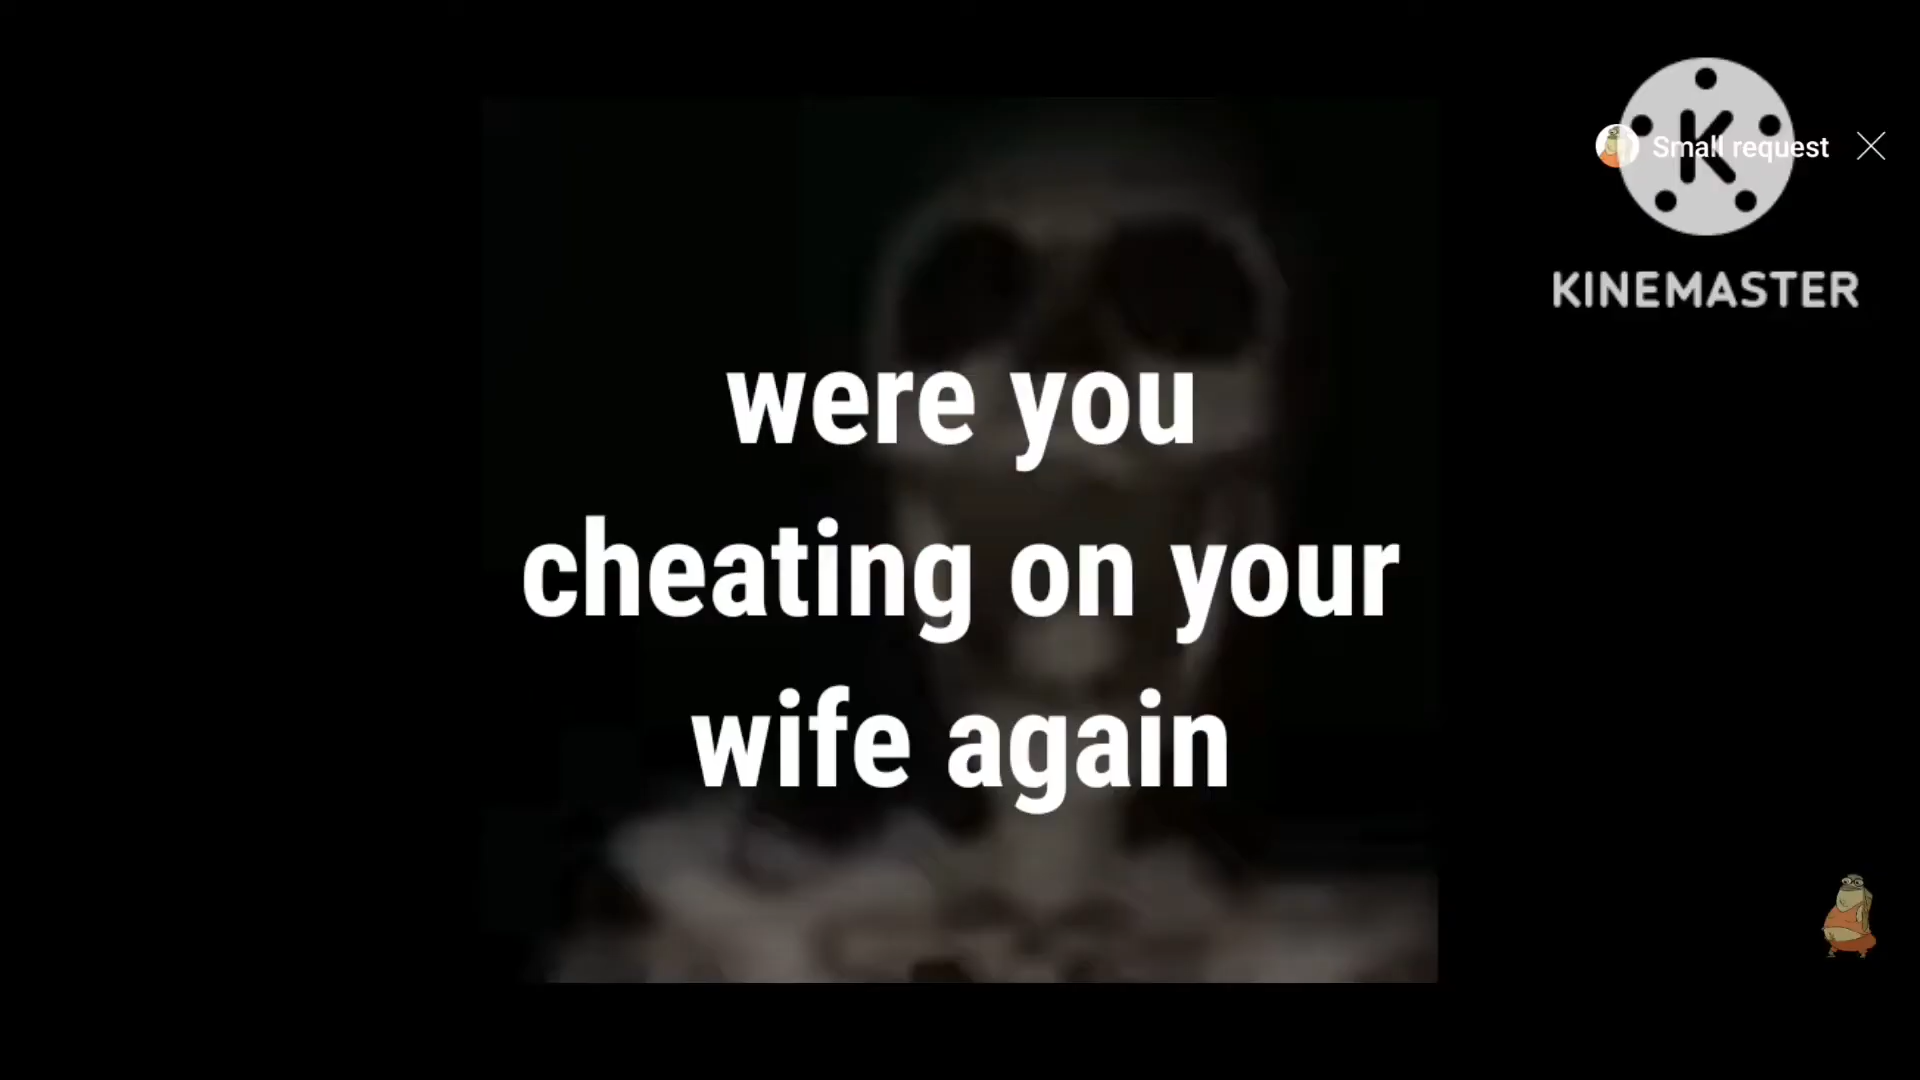 Small request
K
KINEMASTER
were you
cheating on your
wife again